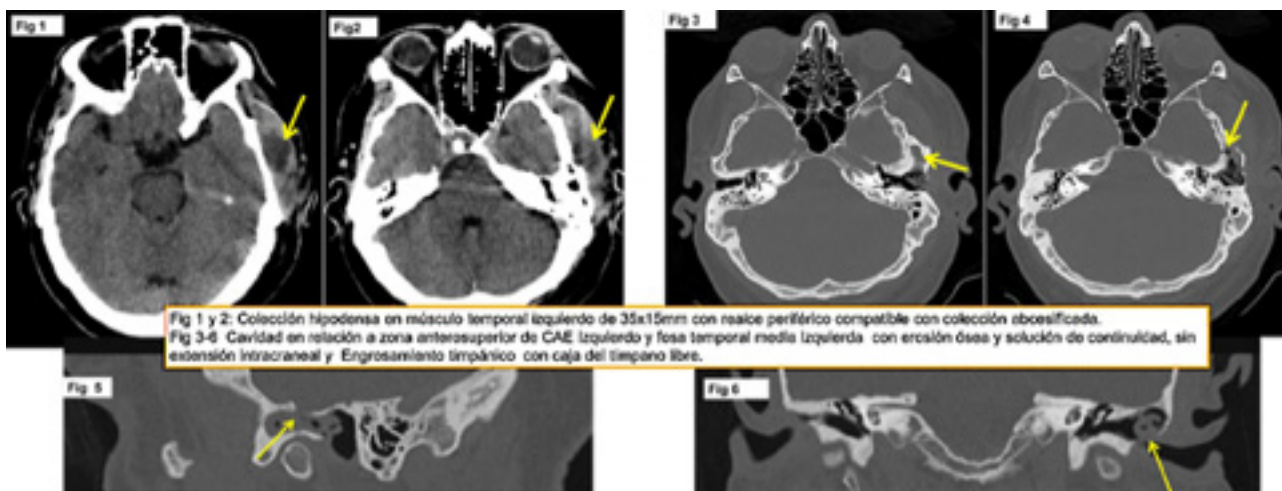 Fig 1
Fig2
Fig 3
Fig 4
Fig 1 y 2: Colección hipodensa en músculo temporal izquierdo de 35x15mm con realce periférico compatible con colección abcesificada.
Fig 3-6 Cavidad en relación a zona anterosuperior de CAE izquierdo y fosa temporal media izquierda con erosión ósea y solución de continuidad, sin
extensión intracraneal y Engrosamiento timpánico con caja del tímpano libre.
Fig 5
Fig 6